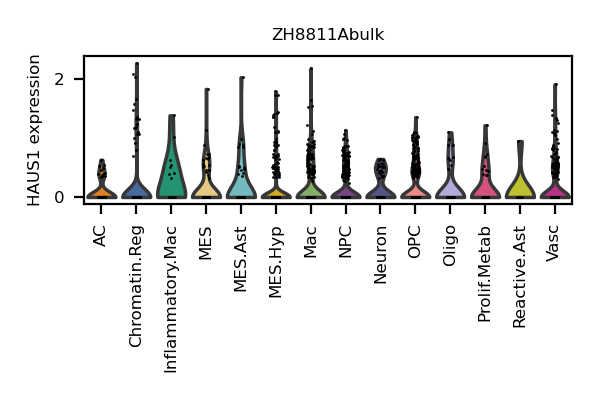 ZH8811Abulk
HAUS1 expression
2
0
AC
Chromatin.Reg
Inflammatory.Mac
MES
MES.Ast
MES.Hyp
Mac
NPC
Neuron
OPC
Oligo
Prolif.Metab
Reactive.Ast
Vasc